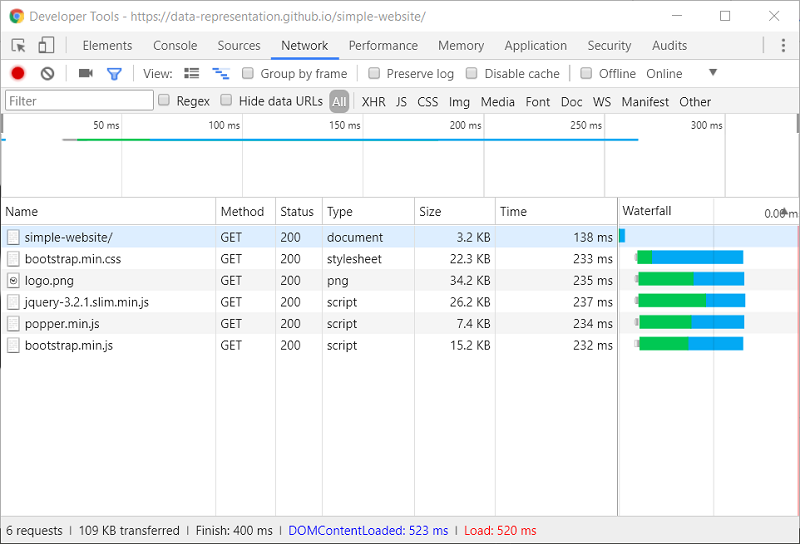 Developer Tools - https://data-representation.github.io/simple-website/
Elements Console Sources Network Performance Memory Application Security Audits
View: Group by frame Preserve log Disable cache Offline Online
Filter Regex Hide data URLs All XHR JS CSS Img Media Font Doc WS Manifest Other
50 ms 100 ms 150 ms 200 ms 250 ms 300 ms
Name Method Status Type Size Time Waterfall 0.00 m
simple-website/ GET 200 document 3.2 KB 138 ms
bootstrap.min.css GET 200 stylesheet 22.3 KB 233 ms
logo.png GET 200 png 34.2 KB 235 ms
jquery-3.2.1.slim.min.js GET 200 script 26.2 KB 237 ms
popper.min.js GET 200 script 7.4 KB 234 ms
bootstrap.min.js GET 200 script 15.2 KB 232 ms
6 requests | 109 KB transferred | Finish: 400 ms | DOMContentLoaded: 523 ms | Load: 520 ms